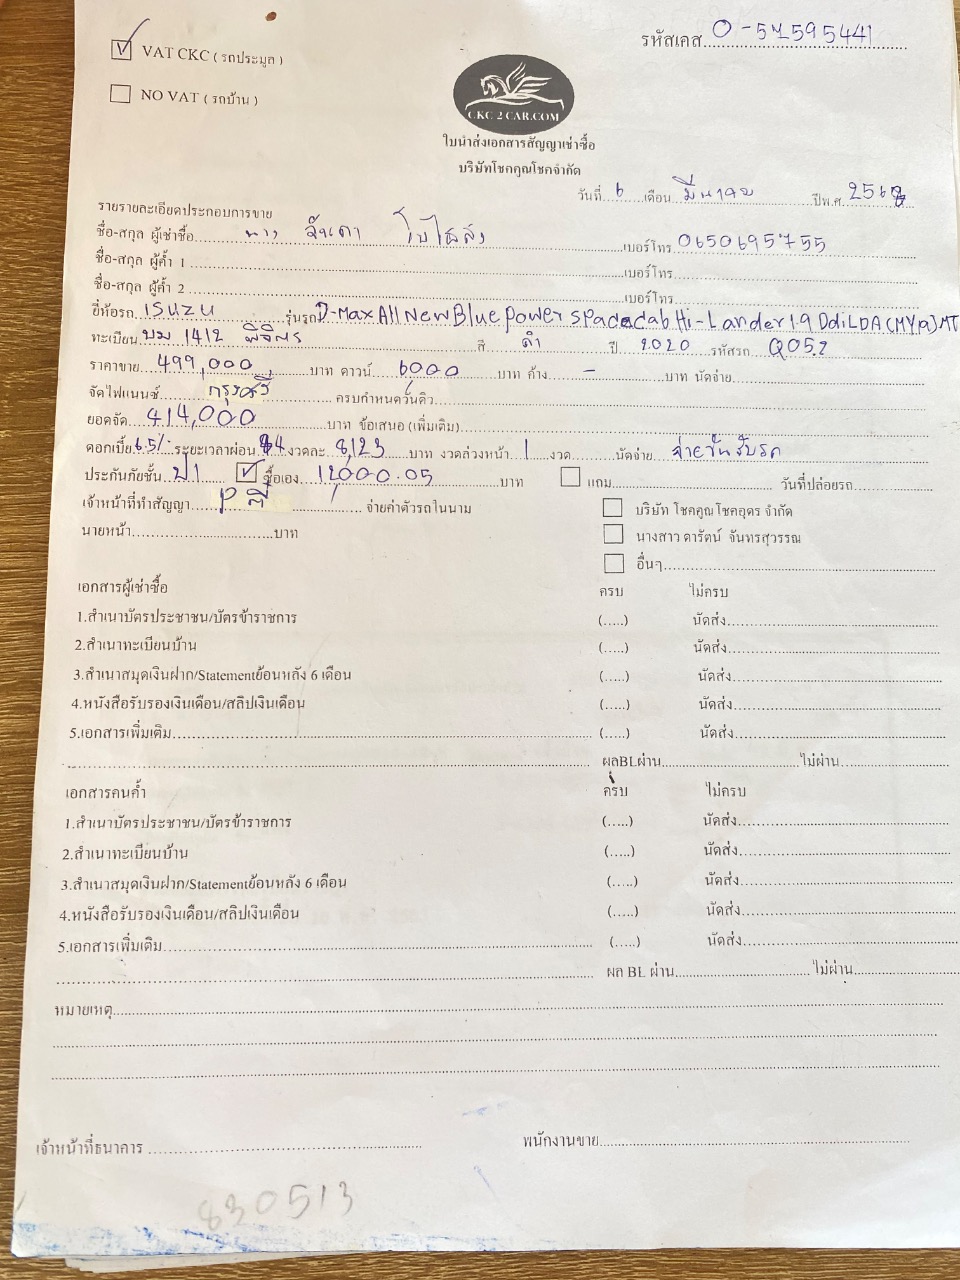 VAT CKC ( รถประมูล )
รหัสเคส 0-57595441
NO VAT ( รถบ้าน )
CKC 2 CAR.COM
ใบนำส่งเอกสารสัญญาเช่าซื้อ
บริษัทโชคคูณโชคจำกัด
วันที่ 6 เดือน มีนาคม ปีพ.ศ. 2568
รายรายละเอียดประกอบการขาย
ชื่อ-สกุล ผู้เช่าซื้อ นาง จันดา เบอร์โทร 0650695755
ชื่อ-สกุล ผู้ค้ำ 1 เบอร์โทร
ชื่อ-สกุล ผู้ค้ำ 2 เบอร์โทร
ยี่ห้อรถ ISUZU รุ่นรถ D-Max All New Blue Power Spacecab Hi-Lander 1.9 Ddi LDA (MY19) MT
ทะเบียน บม 1412 พิจิตร สี ดำ ปี 2020 รหัสรถ Q052
ราคาขาย 499,000 บาท ดาวน์ 6000 บาท ค้าง - บาท นัดจ่าย
จัดไฟแนนซ์ กรุงศรี ครบกำหนดวันคิว
ยอดจัด 414,000 บาท ข้อเสนอ (เพิ่มเติม)
ดอกเบี้ย 6.5% ระยะเวลาผ่อน 84 งวดละ 8,123 บาท งวดล่วงหน้า 1 งวด นัดจ่าย จ่ายวันรับรถ
ประกันภัยชั้น ป1 ซื้อเอง 12000.05 บาท แถม วันที่ปล่อยรถ
เจ้าหน้าที่ทำสัญญา จ่ายค่าตัวรถในนาม บริษัท โชคคูณโชคอุดร จำกัด
นายหน้า บาท นางสาว ดารัตน์ จันทรสุวรรณ
อื่นๆ
เอกสารผู้เช่าซื้อ ครบ ไม่ครบ
1.สำเนาบัตรประชาชน/บัตรข้าราชการ (.....) นัดส่ง
2.สำเนาทะเบียนบ้าน (.....) นัดส่ง
3.สำเนาสมุดเงินฝาก/Statementย้อนหลัง 6 เดือน (.....) นัดส่ง
4.หนังสือรับรองเงินเดือน/สลิปเงินเดือน (.....) นัดส่ง
5.เอกสารเพิ่มเติม (.....) นัดส่ง
ผลBLผ่าน ไม่ผ่าน
เอกสารคนค้ำ ครบ ไม่ครบ
1.สำเนาบัตรประชาชน/บัตรข้าราชการ (.....) นัดส่ง
2.สำเนาทะเบียนบ้าน (.....) นัดส่ง
3.สำเนาสมุดเงินฝาก/Statementย้อนหลัง 6 เดือน (.....) นัดส่ง
4.หนังสือรับรองเงินเดือน/สลิปเงินเดือน (.....) นัดส่ง
5.เอกสารเพิ่มเติม (.....) นัดส่ง
ผล BL ผ่าน ไม่ผ่าน
หมายเหตุ
เจ้าหน้าที่ธนาคาร พนักงานขาย
830513